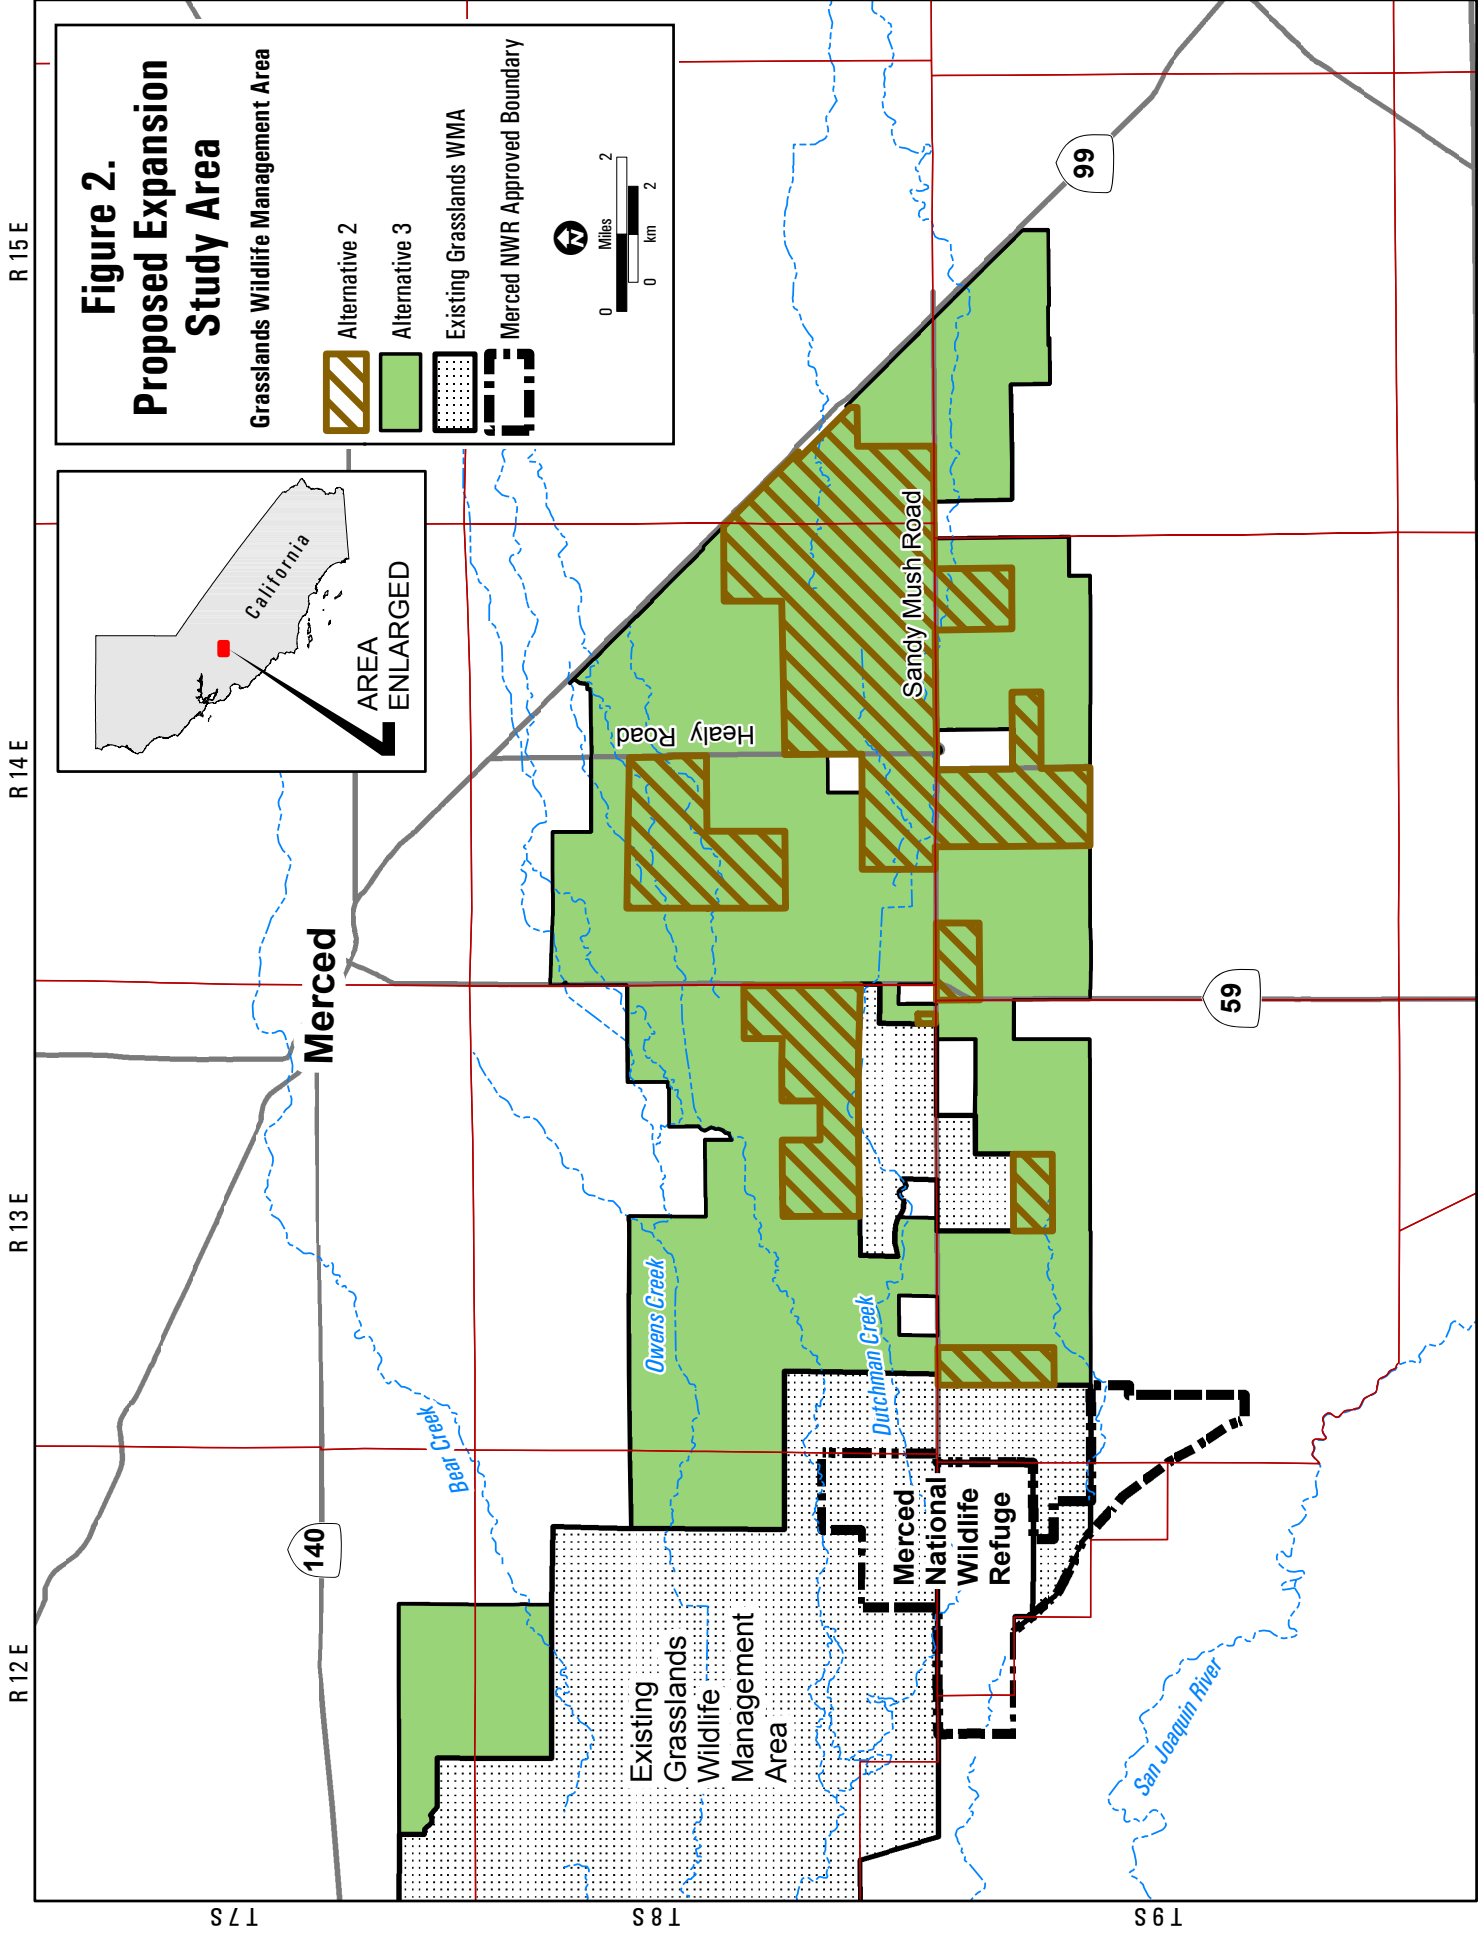 R 12 E
R 13 E
R 14 E
R 15 E
T 7 S
T 8 S
T 9 S
Figure 2.
Proposed Expansion
Study Area
Grasslands Wildlife Management Area
Alternative 2
Alternative 3
Existing Grasslands WMA
Merced NWR Approved Boundary
N
0 Miles 2
0 km 2
California
AREA
ENLARGED
Merced
140
59
99
Bear Creek
Owens Creek
Dutchman Creek
San Joaquin River
Healy Road
Sandy Mush Road
Existing
Grasslands
Wildlife
Management
Area
Merced
National
Wildlife
Refuge